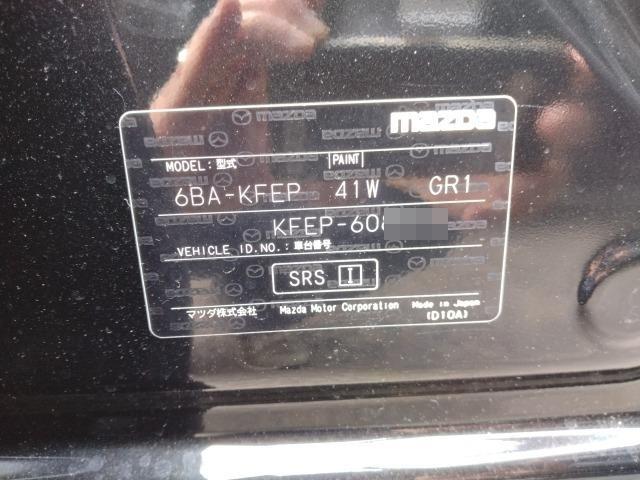 mazda
MODEL: 型式 PAINT
6BA-KFEP 41W GR1
KFEP-60
VEHICLE ID.NO.: 車台番号
SRS I
マツダ株式会社 Mazda Motor Corporation Made in Japan
(D10A)